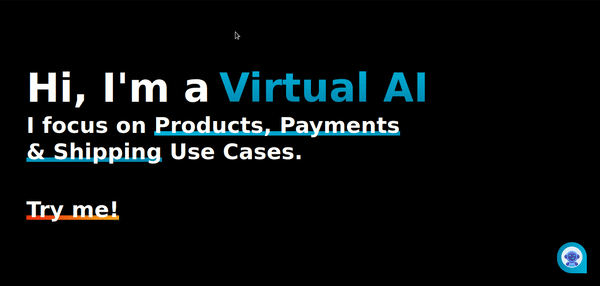 Hi, I'm a Virtual AI
I focus on Products, Payments
& Shipping Use Cases.
Try me!